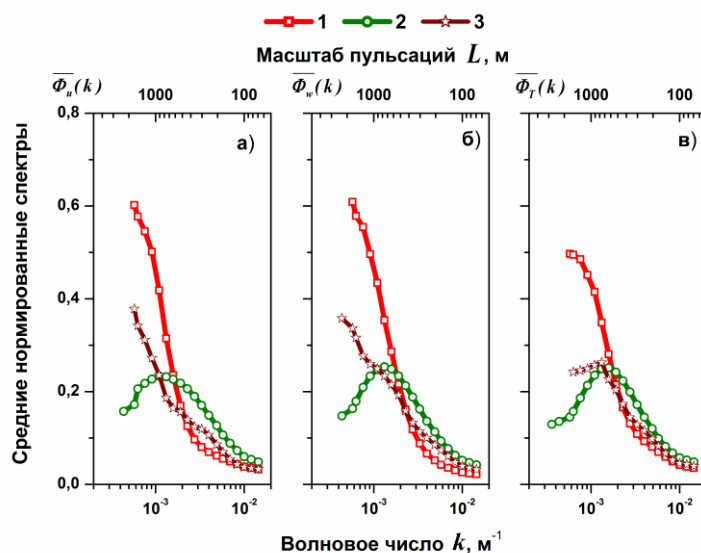 1 2 3
Масштаб пульсаций L, м
Φu(k) 1000 100 Φw(k) 1000 100 ΦT(k) 1000 100
Средние нормированные спектры
0,8
0,6
0,4
0,2
0,0
а) б) в)
10⁻³ 10⁻² 10⁻³ 10⁻² 10⁻³ 10⁻²
Волновое число k, м⁻¹